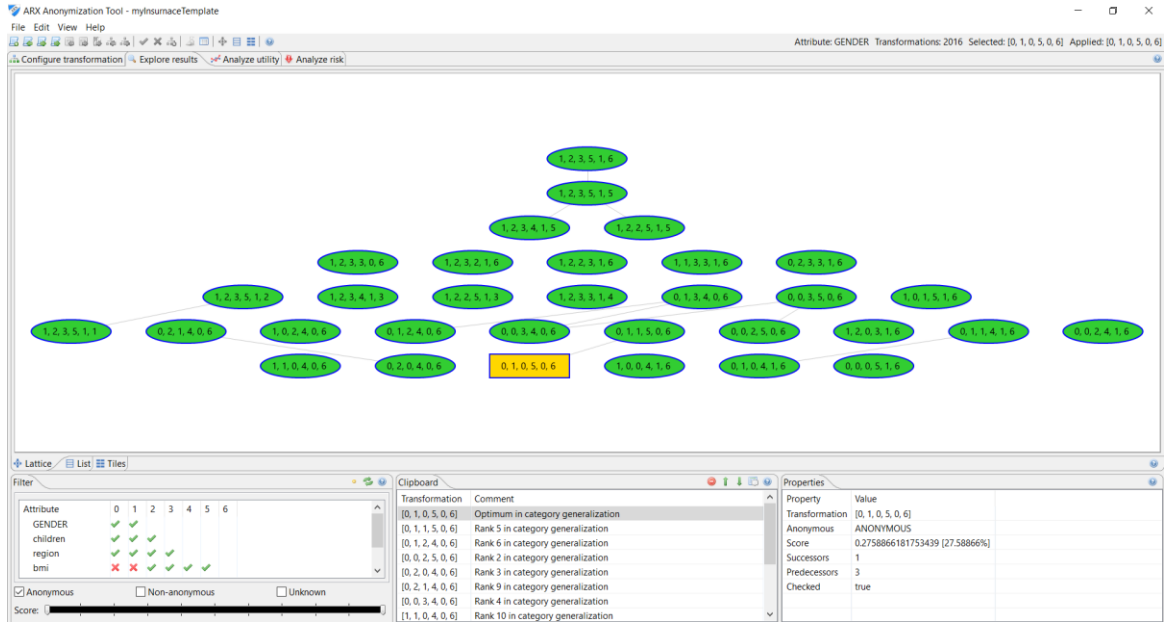 ARX Anonymization Tool - myInsurnaceTemplate
File Edit View Help
Attribute: GENDER Transformations: 2016 Selected: [0, 1, 0, 5, 0, 6] Applied: [0, 1, 0, 5, 0, 6]
Configure transformation Explore results Analyze utility Analyze risk
1, 2, 3, 5, 1, 6
1, 2, 3, 5, 1, 5
1, 2, 3, 4, 1, 5 1, 2, 2, 5, 1, 5
1, 2, 3, 3, 0, 6 1, 2, 3, 2, 1, 6 1, 2, 2, 3, 1, 6 1, 1, 3, 3, 1, 6 0, 2, 3, 3, 1, 6
1, 2, 3, 5, 1, 2 1, 2, 3, 4, 1, 3 1, 2, 2, 5, 1, 3 1, 2, 3, 3, 1, 4 0, 1, 3, 4, 0, 6 0, 0, 3, 5, 0, 6 1, 0, 1, 5, 1, 6
1, 2, 3, 5, 1, 1 0, 2, 1, 4, 0, 6 1, 0, 2, 4, 0, 6 0, 1, 2, 4, 0, 6 0, 0, 3, 4, 0, 6 0, 1, 1, 5, 0, 6 0, 0, 2, 5, 0, 6 1, 2, 0, 3, 1, 6 0, 1, 1, 4, 1, 6 0, 0, 2, 4, 1, 6
1, 1, 0, 4, 0, 6 0, 2, 0, 4, 0, 6 0, 1, 0, 5, 0, 6 1, 0, 0, 4, 1, 6 0, 1, 0, 4, 1, 6 0, 0, 0, 5, 1, 6
Lattice List Tiles
Filter
Attribute 0 1 2 3 4 5 6
GENDER
children
region
bmi
Anonymous Non-anonymous Unknown
Score:
Clipboard
Transformation Comment
[0, 1, 0, 5, 0, 6] Optimum in category generalization
[0, 1, 1, 5, 0, 6] Rank 5 in category generalization
[0, 1, 2, 4, 0, 6] Rank 6 in category generalization
[0, 0, 2, 5, 0, 6] Rank 2 in category generalization
[0, 2, 0, 4, 0, 6] Rank 3 in category generalization
[0, 2, 1, 4, 0, 6] Rank 9 in category generalization
[0, 0, 3, 4, 0, 6] Rank 4 in category generalization
[1, 1, 0, 4, 0, 6] Rank 10 in category generalization
Properties
Property Value
Transformation [0, 1, 0, 5, 0, 6]
Anonymous ANONYMOUS
Score 0.2758866181753439 [27.58866%]
Successors 1
Predecessors 3
Checked true